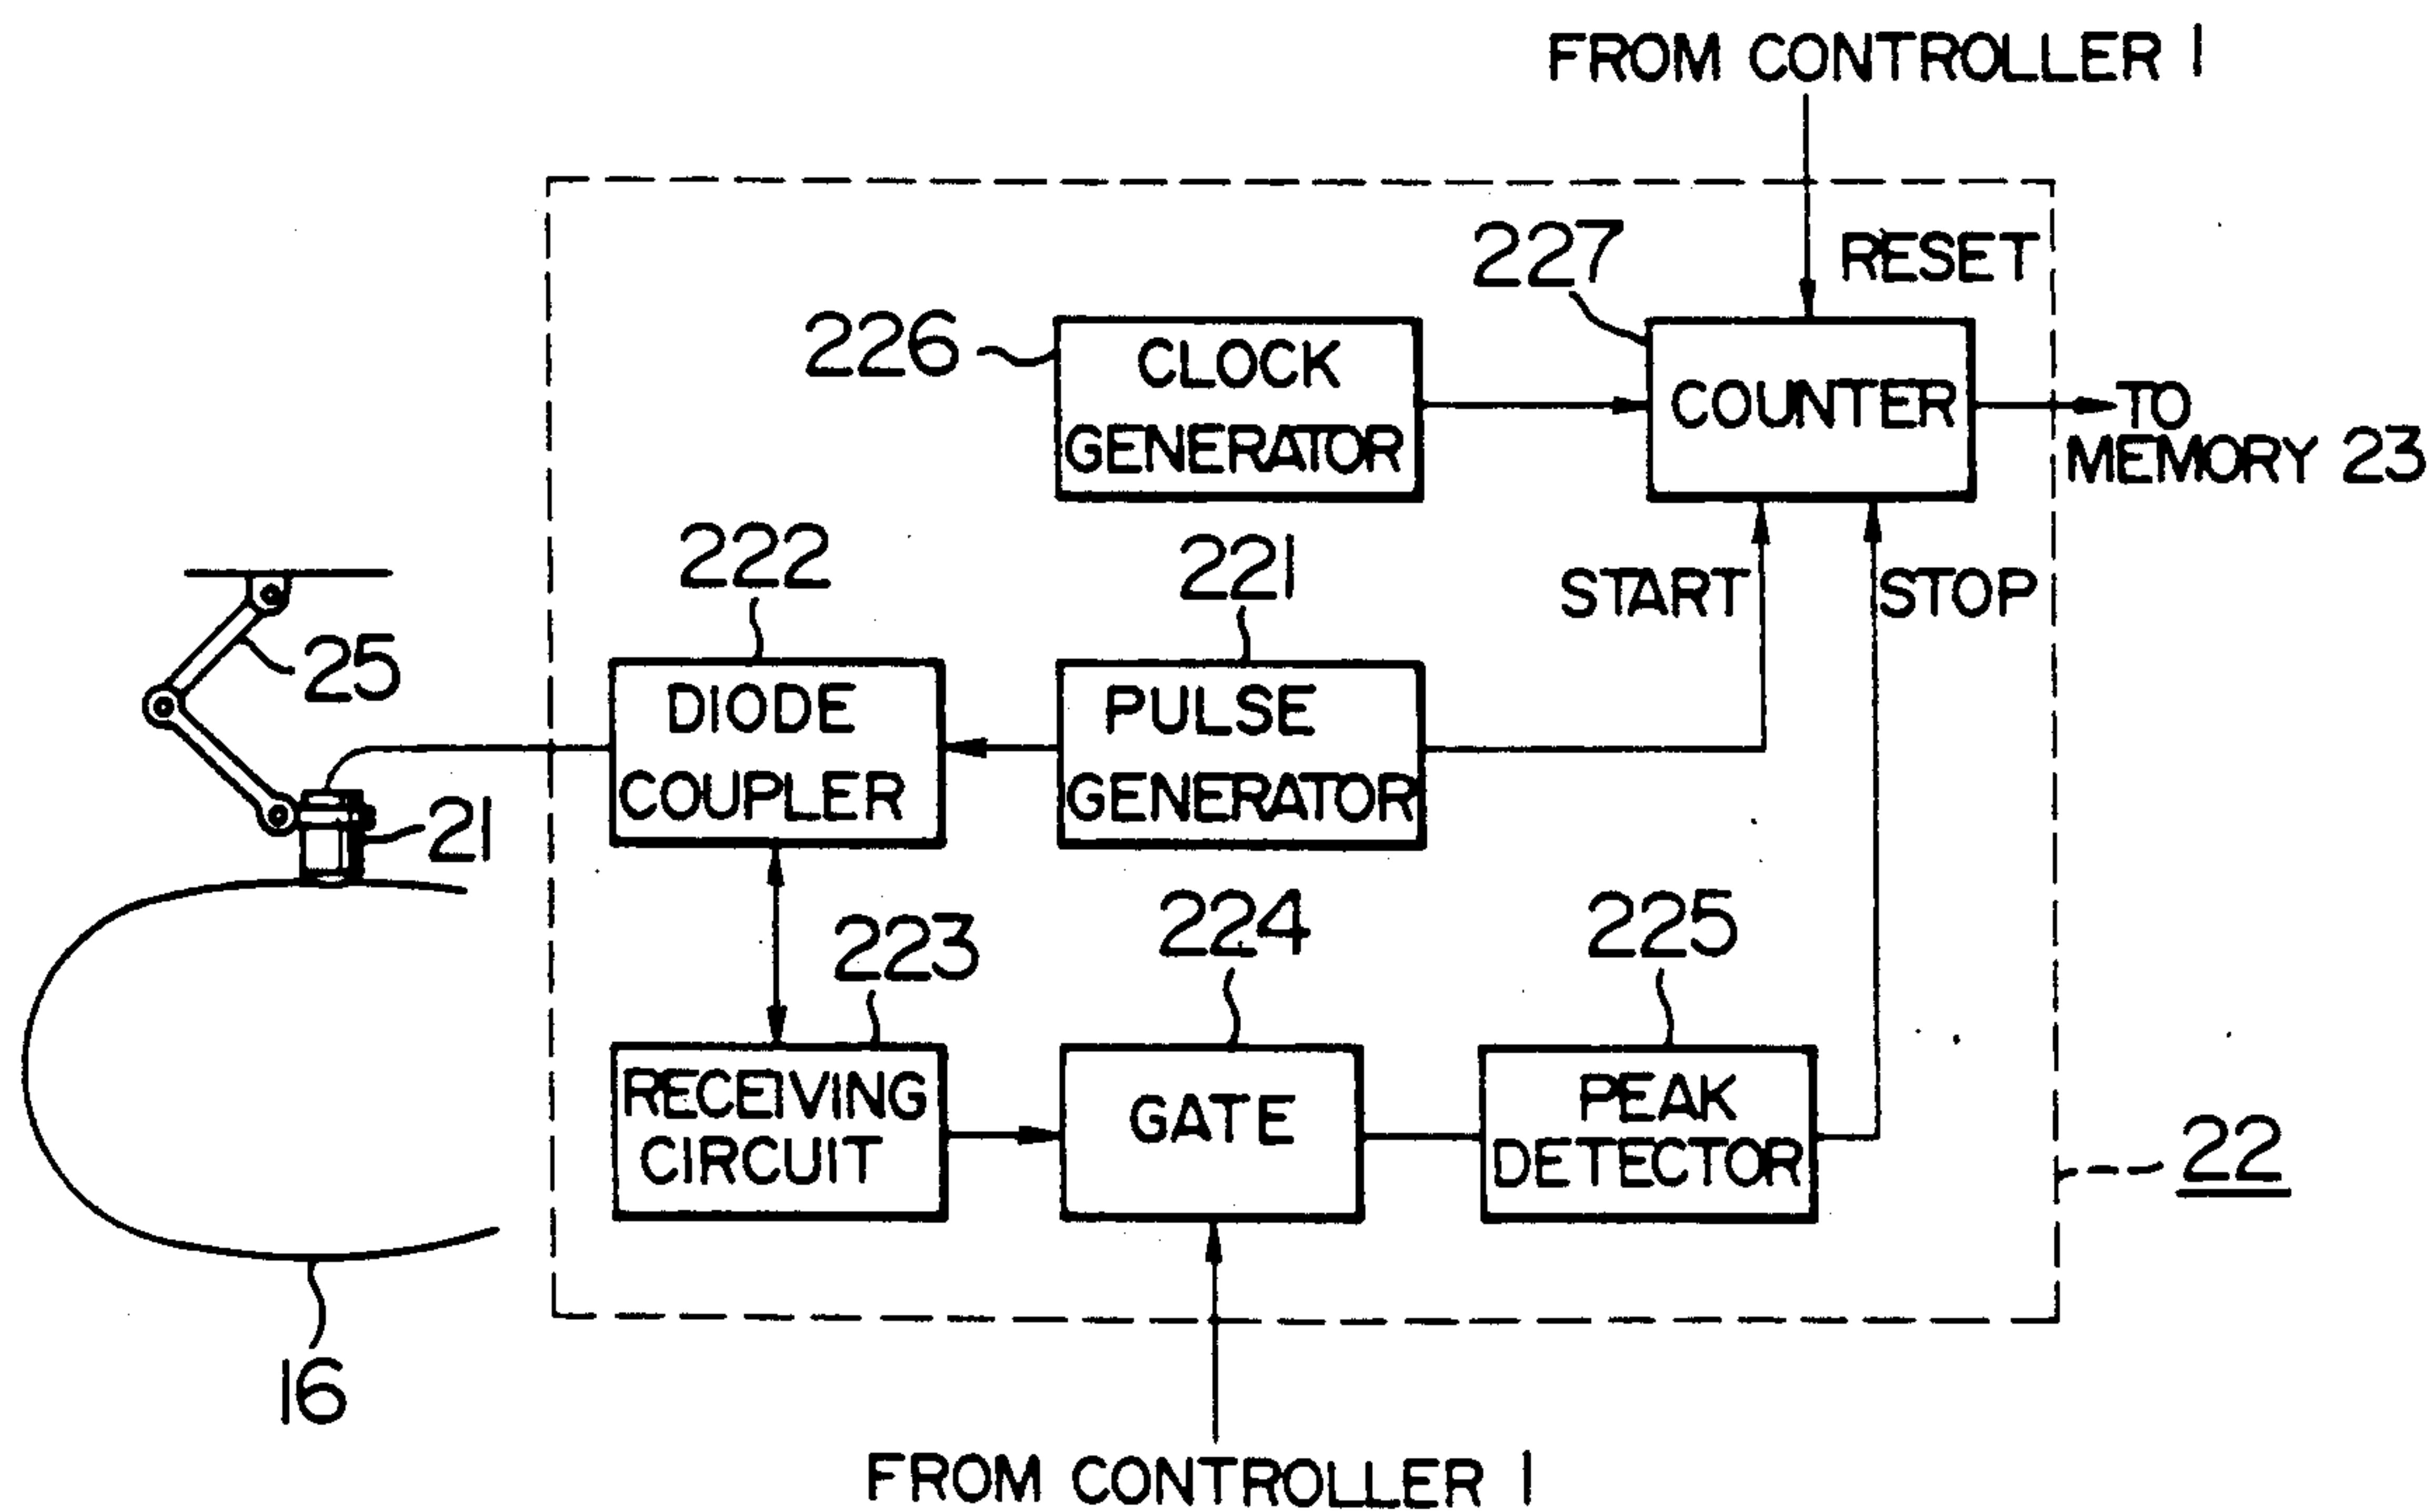 FROM CONTROLLER 1
227
RESET
226
CLOCK
GENERATOR
COUNTER
TO
MEMORY 23
222
221
START
STOP
25
DIODE
COUPLER
PULSE
GENERATOR
21
223
224
225
RECEIVING
CIRCUIT
GATE
PEAK
DETECTOR
22
16
FROM CONTROLLER 1